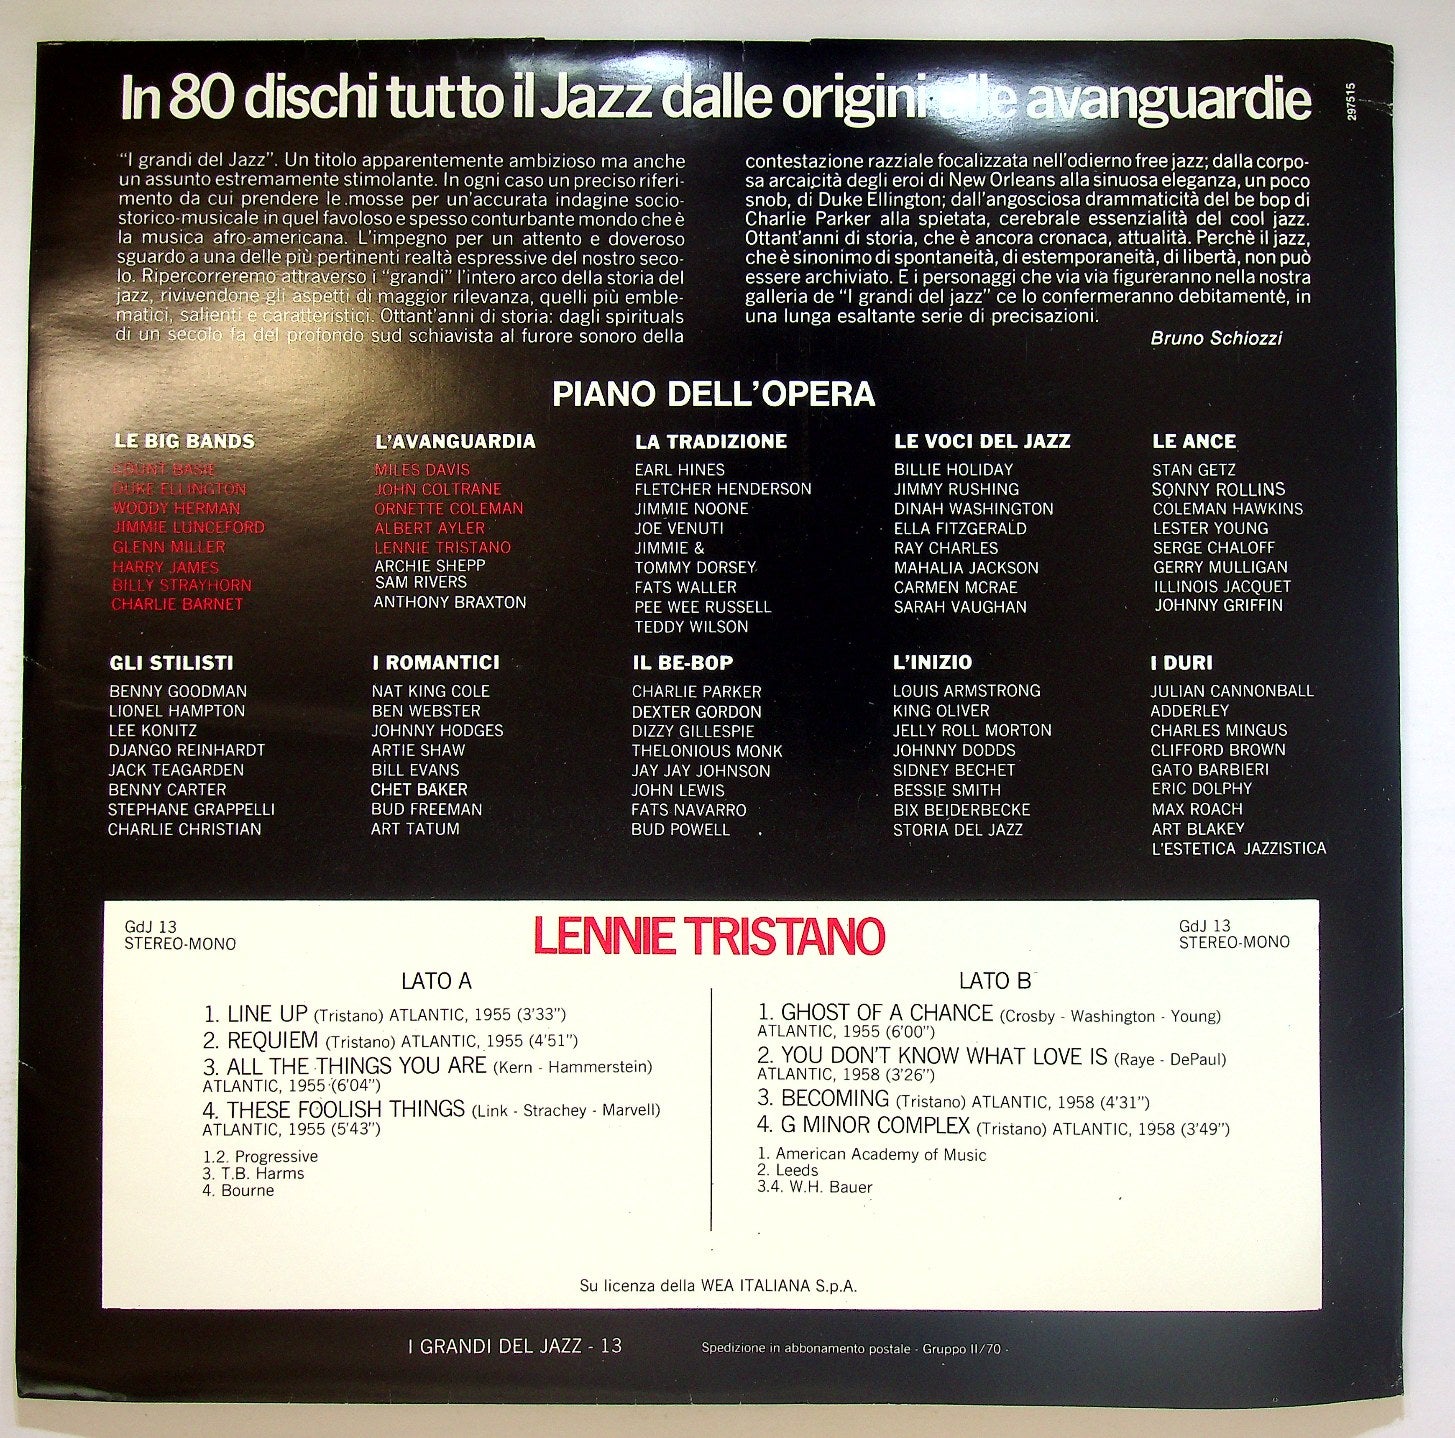 In 80 dischi tutto il Jazz dalle origini alle avanguardie
297515
“I grandi del Jazz”. Un titolo apparentemente ambizioso ma anche
un assunto estremamente stimolante. In ogni caso un preciso riferi-
mento da cui prendere le mosse per un'accurata indagine socio-
storico-musicale in quel favoloso e spesso conturbante mondo che è
la musica afro-americana. L'impegno per un attento e doveroso
sguardo a una delle più pertinenti realtà espressive del nostro seco-
lo. Ripercorreremo attraverso i “grandi” l'intero arco della storia del
jazz, rivivendone gli aspetti di maggior rilevanza, quelli più emble-
matici, salienti e caratteristici. Ottant'anni di storia: dagli spirituals
di un secolo fa del profondo sud schiavista al furore sonoro della
contestazione razziale focalizzata nell'odierno free jazz; dalla corpo-
sa arcaicità degli eroi di New Orleans alla sinuosa eleganza, un poco
snob, di Duke Ellington; dall'angosciosa drammaticità del be bop di
Charlie Parker alla spietata, cerebrale essenzialità del cool jazz.
Ottant'anni di storia, che è ancora cronaca, attualità. Perchè il jazz,
che è sinonimo di spontaneità, di estemporaneità, di libertà, non può
essere archiviato. E i personaggi che via via figureranno nella nostra
galleria de “I grandi del jazz” ce lo confermeranno debitamente, in
una lunga esaltante serie di precisazioni.
Bruno Schiozzi
PIANO DELL'OPERA
LE BIG BANDS
COUNT BASIE
DUKE ELLINGTON
WOODY HERMAN
JIMMIE LUNCEFORD
GLENN MILLER
HARRY JAMES
BILLY STRAYHORN
CHARLIE BARNET
L'AVANGUARDIA
MILES DAVIS
JOHN COLTRANE
ORNETTE COLEMAN
ALBERT AYLER
LENNIE TRISTANO
ARCHIE SHEPP
SAM RIVERS
ANTHONY BRAXTON
LA TRADIZIONE
EARL HINES
FLETCHER HENDERSON
JIMMIE NOONE
JOE VENUTI
JIMMIE &
TOMMY DORSEY
FATS WALLER
PEE WEE RUSSELL
TEDDY WILSON
LE VOCI DEL JAZZ
BILLIE HOLIDAY
JIMMY RUSHING
DINAH WASHINGTON
ELLA FITZGERALD
RAY CHARLES
MAHALIA JACKSON
CARMEN MCRAE
SARAH VAUGHAN
LE ANCE
STAN GETZ
SONNY ROLLINS
COLEMAN HAWKINS
LESTER YOUNG
SERGE CHALOFF
GERRY MULLIGAN
ILLINOIS JACQUET
JOHNNY GRIFFIN
GLI STILISTI
BENNY GOODMAN
LIONEL HAMPTON
LEE KONITZ
DJANGO REINHARDT
JACK TEAGARDEN
BENNY CARTER
STEPHANE GRAPPELLI
CHARLIE CHRISTIAN
I ROMANTICI
NAT KING COLE
BEN WEBSTER
JOHNNY HODGES
ARTIE SHAW
BILL EVANS
CHET BAKER
BUD FREEMAN
ART TATUM
IL BE-BOP
CHARLIE PARKER
DEXTER GORDON
DIZZY GILLESPIE
THELONIOUS MONK
JAY JAY JOHNSON
JOHN LEWIS
FATS NAVARRO
BUD POWELL
L'INIZIO
LOUIS ARMSTRONG
KING OLIVER
JELLY ROLL MORTON
JOHNNY DODDS
SIDNEY BECHET
BESSIE SMITH
BIX BEIDERBECKE
STORIA DEL JAZZ
I DURI
JULIAN CANNONBALL
ADDERLEY
CHARLES MINGUS
CLIFFORD BROWN
GATO BARBIERI
ERIC DOLPHY
MAX ROACH
ART BLAKEY
L'ESTETICA JAZZISTICA
GdJ 13
STEREO-MONO
LENNIE TRISTANO
GdJ 13
STEREO-MONO
LATO A
1. LINE UP (Tristano) ATLANTIC, 1955 (3'33”)
2. REQUIEM (Tristano) ATLANTIC, 1955 (4'51”)
3. ALL THE THINGS YOU ARE (Kern - Hammerstein)
ATLANTIC, 1955 (6'04”)
4. THESE FOOLISH THINGS (Link - Strachey - Marvell)
ATLANTIC, 1955 (5'43”)
1.2. Progressive
3. T.B. Harms
4. Bourne
LATO B
1. GHOST OF A CHANCE (Crosby - Washington - Young)
ATLANTIC, 1955 (6'00”)
2. YOU DON'T KNOW WHAT LOVE IS (Raye - DePaul)
ATLANTIC, 1958 (3'26”)
3. BECOMING (Tristano) ATLANTIC, 1958 (4'31”)
4. G MINOR COMPLEX (Tristano) ATLANTIC, 1958 (3'49”)
1. American Academy of Music
2. Leeds
3.4. W.H. Bauer
Su licenza della WEA ITALIANA S.p.A.
I GRANDI DEL JAZZ - 13
Spedizione in abbonamento postale - Gruppo II/70 -